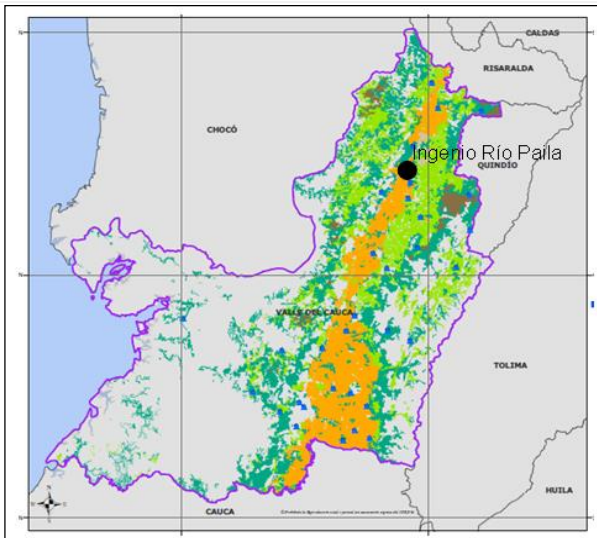 CALDAS
RISARALDA
CHOCÓ
Ingenio Río Paila
QUINDÍO
VALLE DEL CAUCA
TOLIMA
HUILA
CAUCA
N